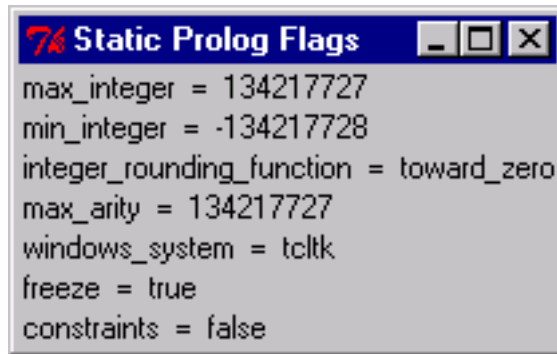 Static Prolog Flags
max_integer = 134217727
min_integer = -134217728
integer_rounding_function = toward_zero
max_arity = 134217727
windows_system = tcltk
freeze = true
constraints = false